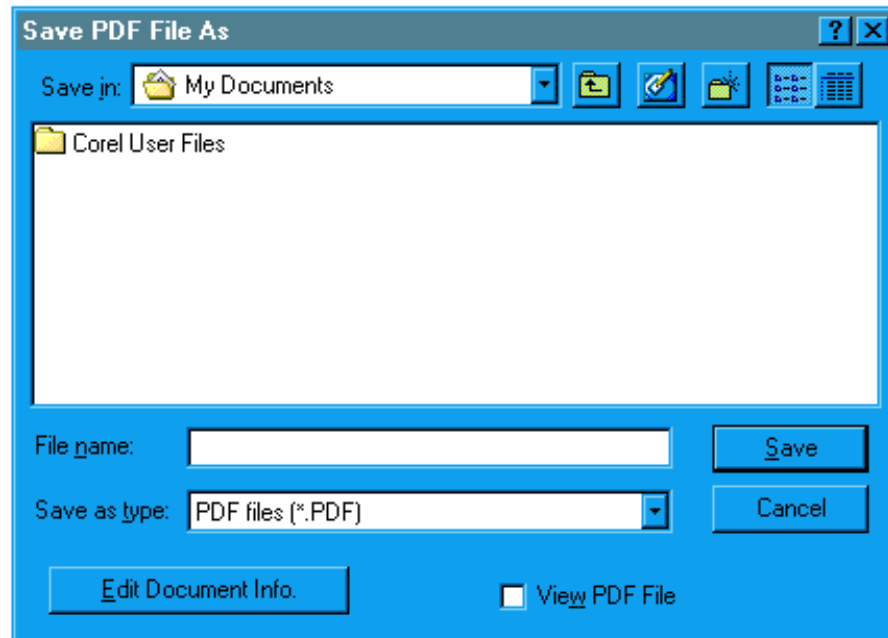 Save PDF File As
?
Save in: My Documents
Corel User Files
File name:
Save
Save as type: PDF files (*.PDF)
Cancel
Edit Document Info.
View PDF File